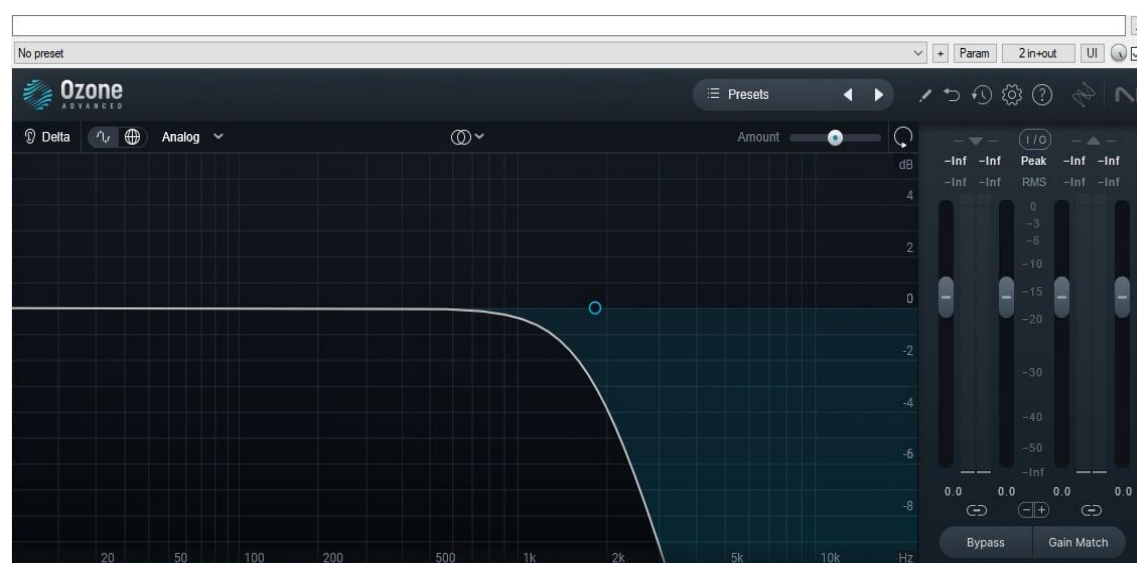 No preset + Param 2 in+out UI
Ozone
ADVANCED
Presets
Delta Analog Amount
dB
4
2
0
-2
-4
-6
-8
20 50 100 200 500 1k 2k 5k 10k Hz
I/O
-Inf -Inf Peak -Inf -Inf
-Inf -Inf RMS -Inf -Inf
0
-3
-6
-10
-15
-20
-30
-40
-50
-Inf
0.0 0.0 0.0 0.0
Bypass Gain Match